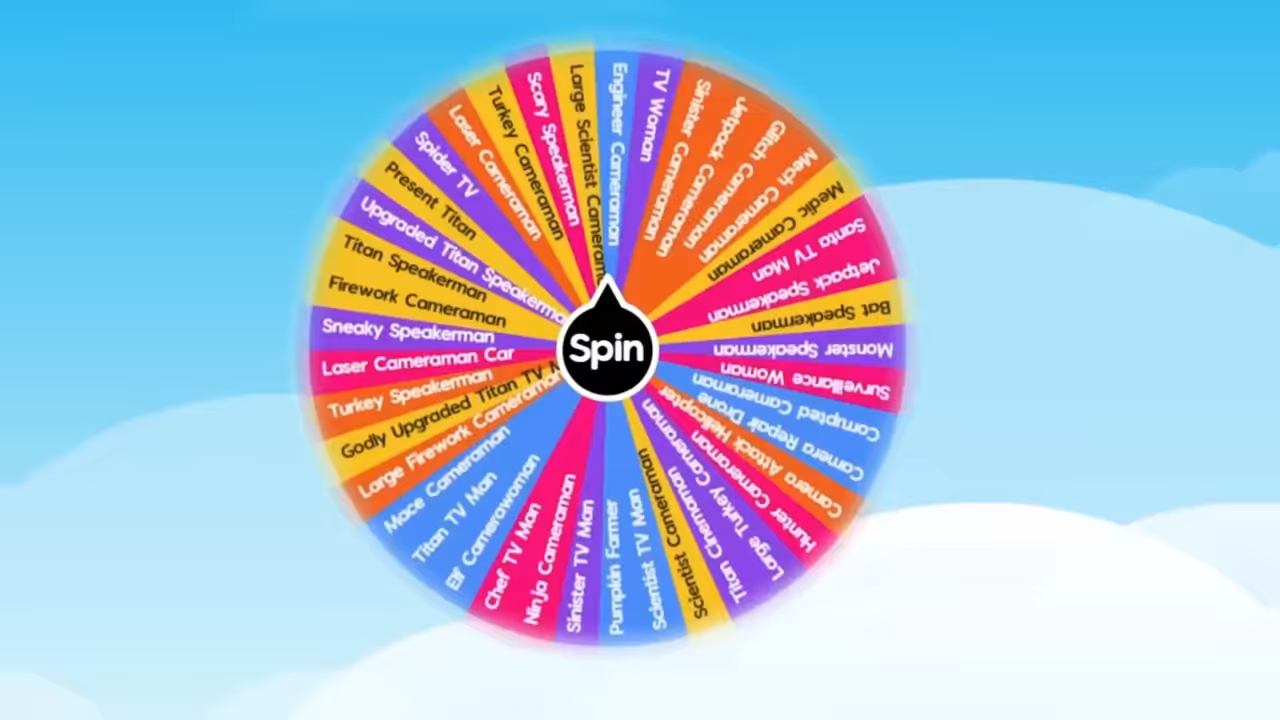 Engineer Cameraman
TV Woman
Sinister Cameraman
Jetpack Cameraman
Glitch Cameraman
Mech Cameraman
Medic Cameraman
Santa TV Man
Jetpack Speakerman
Bat Speakerman
Monster Speakerman
Surveillance Woman
Corrupted Cameraman
Camera Repair Drone
Camera Attack Helicopter
Hunter Cameraman
Large Turkey Cameraman
Titan Cinemaman
Scientist Cameraman
Scientist TV Man
Pumpkin Farmer
Sinister TV Man
Ninja Cameraman
Chef TV Man
Elf Camerawoman
Titan TV Man
Mace Cameraman
Large Firework Cameraman
Godly Upgraded Titan TV M
Turkey Speakerman
Laser Cameraman Car
Sneaky Speakerman
Firework Cameraman
Titan Speakerman
Upgraded Titan Speakerma
Present Titan
Spider TV
Laser Cameraman
Turkey Cameraman
Scary Speakerman
Large Scientist Cameram
Spin